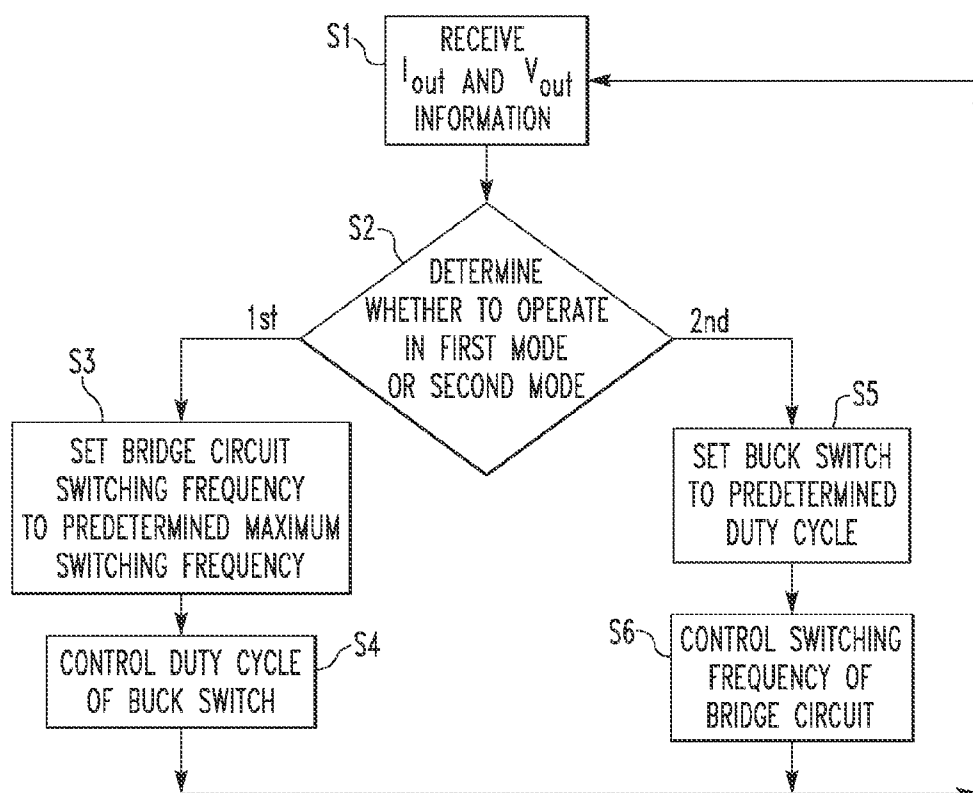 S1
RECEIVE
Iout AND Vout
INFORMATION
S2
DETERMINE
WHETHER TO OPERATE
IN FIRST MODE
OR SECOND MODE
1st
2nd
S3
SET BRIDGE CIRCUIT
SWITCHING FREQUENCY
TO PREDETERMINED MAXIMUM
SWITCHING FREQUENCY
S4
CONTROL DUTY CYCLE
OF BUCK SWITCH
S5
SET BUCK SWITCH
TO PREDETERMINED
DUTY CYCLE
S6
CONTROL SWITCHING
FREQUENCY OF
BRIDGE CIRCUIT